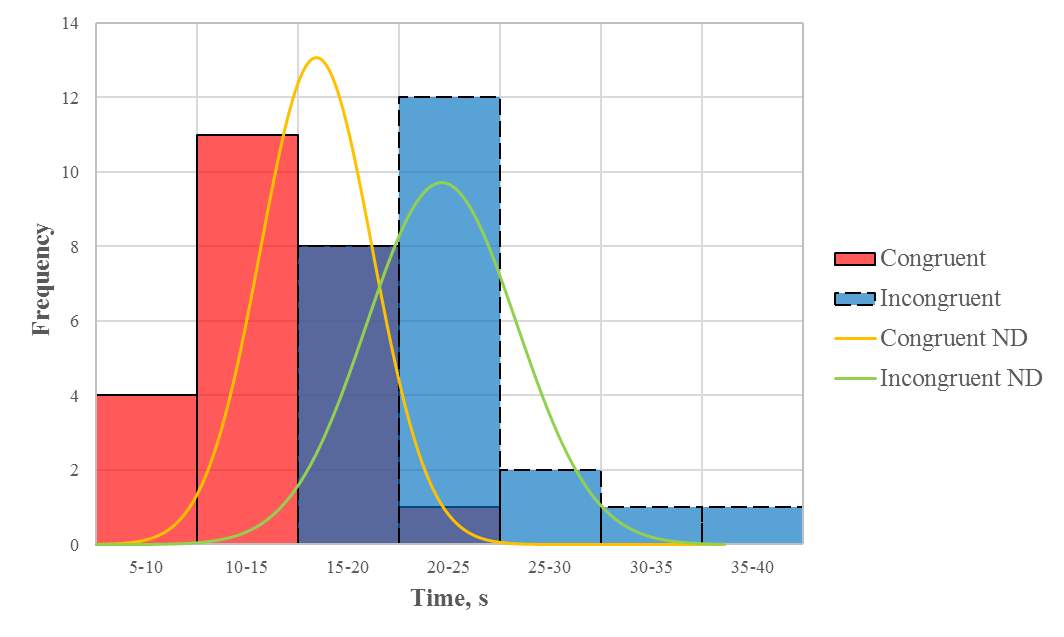 14
12
10
8
6
4
2
0
Frequency
5-10 10-15 15-20 20-25 25-30 30-35 35-40
Time, s
Congruent
Incongruent
Congruent ND
Incongruent ND